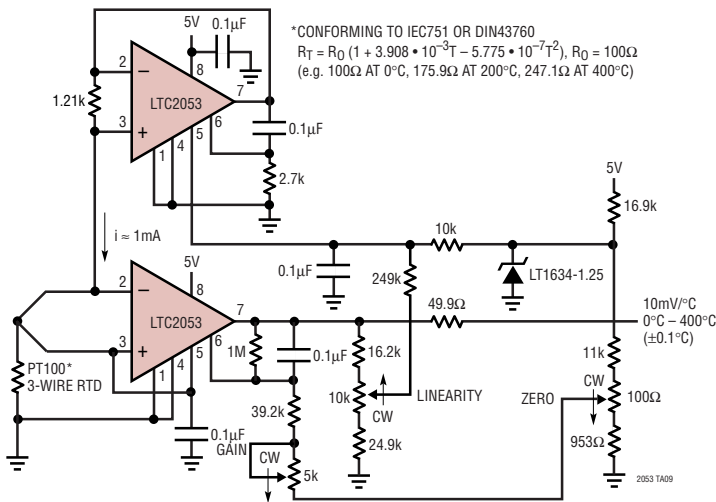 *CONFORMING TO IEC751 OR DIN43760
R_T = R_O (1 + 3.908 • 10^–3T – 5.775 • 10^–7T^2), R_O = 100Ω
(e.g. 100Ω AT 0°C, 175.9Ω AT 200°C, 247.1Ω AT 400°C)
5V
0.1µF
2
–
8
1.21k
LTC2053
7
3
+
1
4
5
6
0.1µF
2.7k
5V
16.9k
10k
i ≈ 1mA
0.1µF
249k
LT1634-1.25
5V
2
–
8
LTC2053
7
49.9Ω
10mV/°C
0°C – 400°C
(±0.1°C)
3
+
1
4
5
6
1M
0.1µF
16.2k
11k
PT100*
3-WIRE RTD
10k
CW
LINEARITY
ZERO
CW
100Ω
39.2k
24.9k
953Ω
0.1µF
GAIN
CW
5k
2053 TA09